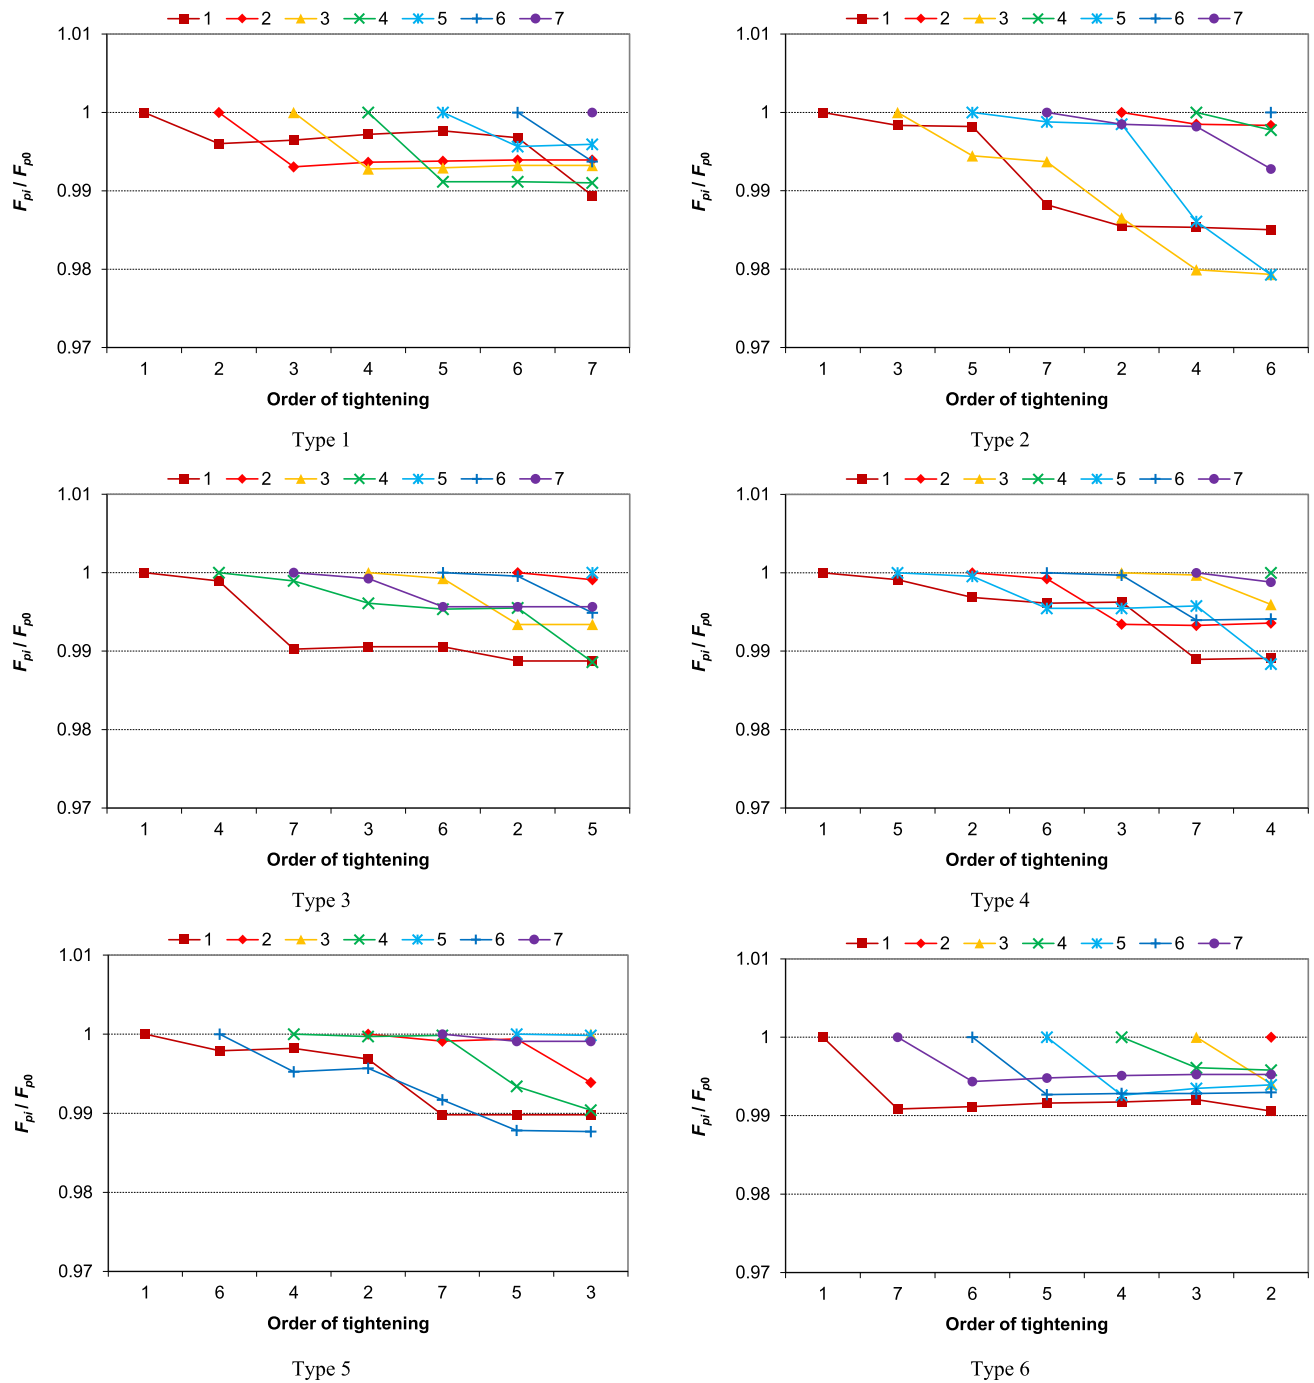 1 2 3 4 5 6 7
1.01
1
0.99
0.98
0.97
Fpi / Fp0
1 2 3 4 5 6 7
Order of tightening
Type 1
1 2 3 4 5 6 7
1.01
1
0.99
0.98
0.97
Fpi / Fp0
1 3 5 7 2 4 6
Order of tightening
Type 2
1 2 3 4 5 6 7
1.01
1
0.99
0.98
0.97
Fpi / Fp0
1 4 7 3 6 2 5
Order of tightening
Type 3
1 2 3 4 5 6 7
1.01
1
0.99
0.98
0.97
Fpi / Fp0
1 5 2 6 3 7 4
Order of tightening
Type 4
1 2 3 4 5 6 7
1.01
1
0.99
0.98
0.97
Fpi / Fp0
1 6 4 2 7 5 3
Order of tightening
Type 5
1 2 3 4 5 6 7
1.01
1
0.99
0.98
0.97
Fpi / Fp0
1 7 6 5 4 3 2
Order of tightening
Type 6